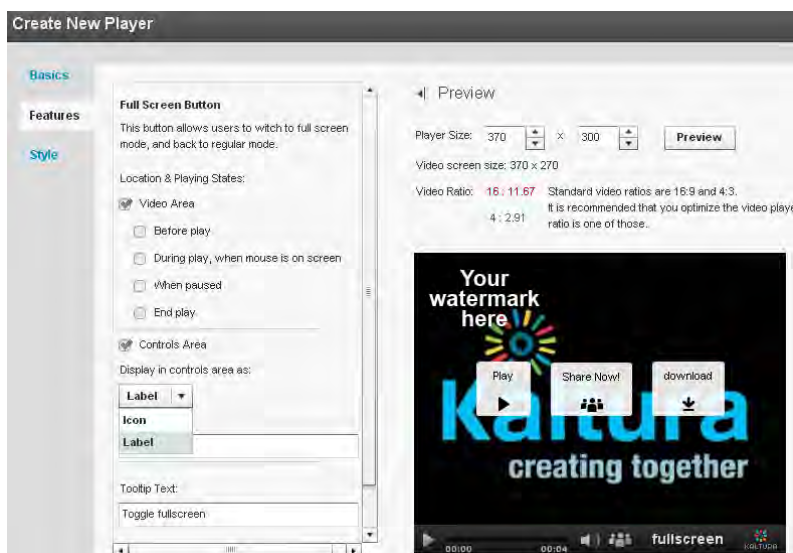 Create New Player
Basics
Features
Style
Full Screen Button
This button allows users to witch to full screen
mode, and back to regular mode.
Location & Playing States:
Video Area
Before play
During play, when mouse is on screen
When paused
End play
Controls Area
Display in controls area as:
Label
Icon
Label
Tooltip Text:
Toggle fullscreen
Preview
Player Size: 370 x 300 Preview
Video screen size: 370 x 270
Video Ratio: 16 : 11.67 Standard video ratios are 16:9 and 4:3.
It is recommended that you optimize the video playe
4 : 2.91 ratio is one of those.
Your
watermark
here
Play
Share Now!
download
Kaltura
creating together
00:00 00:04 fullscreen KALTURA